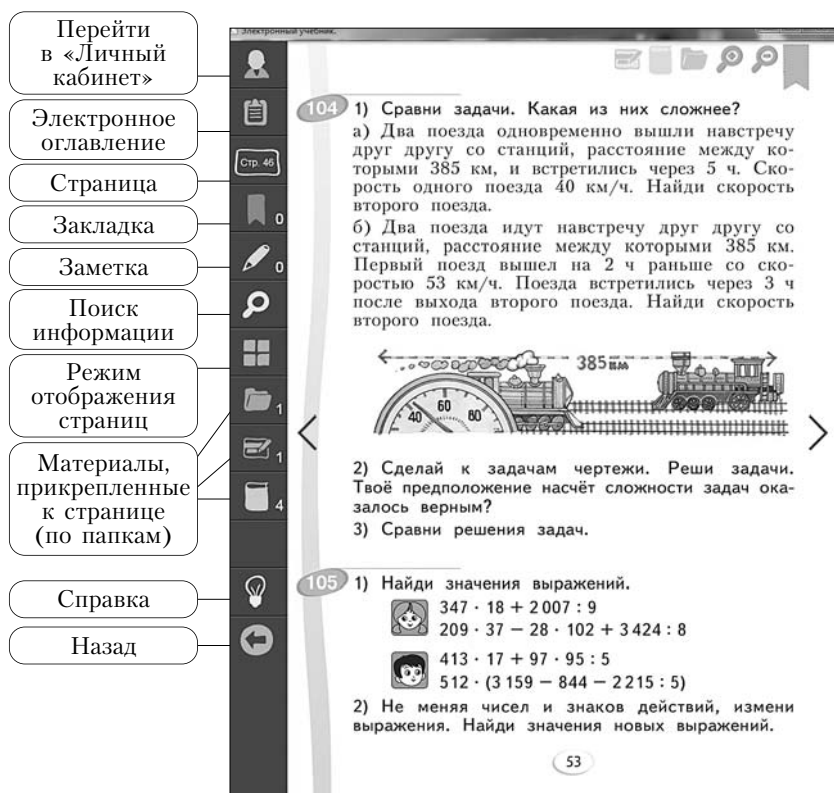 Перейти
в «Личный
кабинет»
Электронное
оглавление
Страница
Закладка
Заметка
Поиск
информации
Режим
отображения
страниц
Материалы,
прикрепленные
к странице
(по папкам)
Справка
Назад
Электронный учебник.
Стр. 46
0
0
1
1
4
104 1) Сравни задачи. Какая из них сложнее?
а) Два поезда одновременно вышли навстречу
друг другу со станций, расстояние между ко-
торыми 385 км, и встретились через 5 ч. Ско-
рость одного поезда 40 км/ч. Найди скорость
второго поезда.
б) Два поезда идут навстречу друг другу со
станций, расстояние между которыми 385 км.
Первый поезд вышел на 2 ч раньше со ско-
ростью 53 км/ч. Поезда встретились через 3 ч
после выхода второго поезда. Найди скорость
второго поезда.
385 км
40 60 80
2) Сделай к задачам чертежи. Реши задачи.
Твоё предположение насчёт сложности задач ока-
залось верным?
3) Сравни решения задач.
105 1) Найди значения выражений.
347 · 18 + 2 007 : 9
209 · 37 − 28 · 102 + 3 424 : 8
413 · 17 + 97 · 95 : 5
512 · (3 159 − 844 − 2 215 : 5)
2) Не меняя чисел и знаков действий, измени
выражения. Найди значения новых выражений.
53